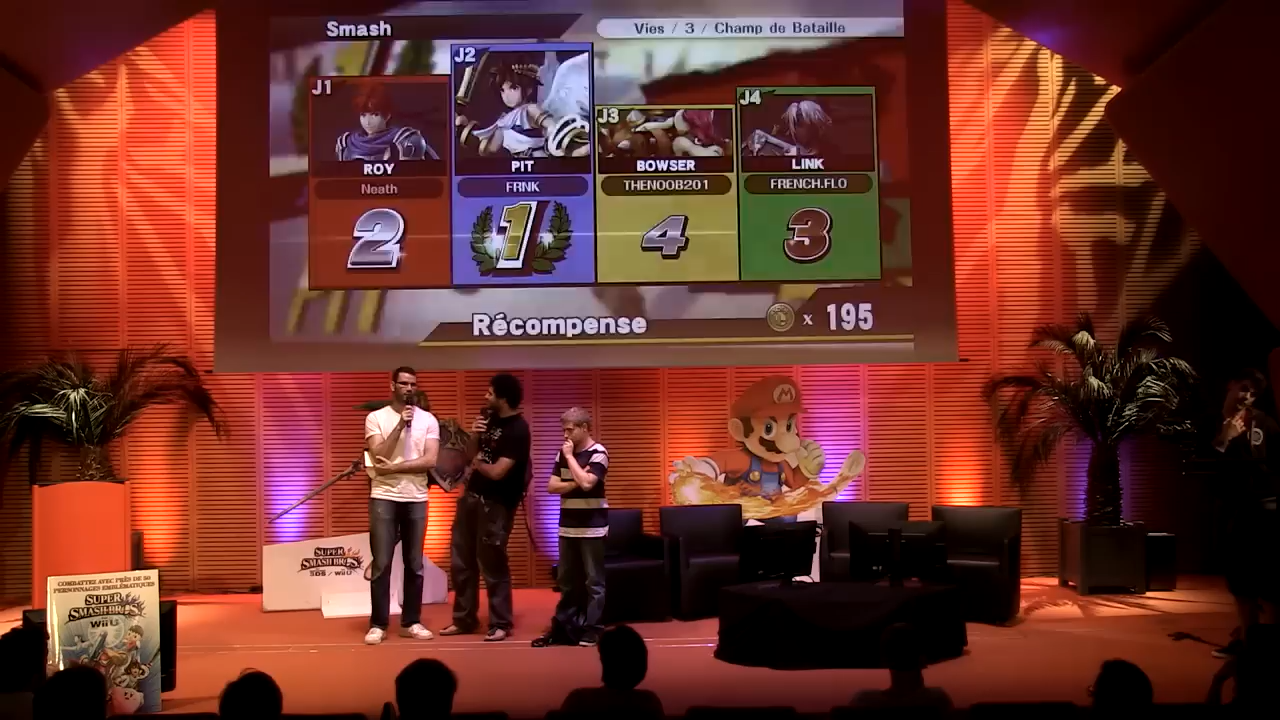 Smash
Vies / 3 / Champ de Bataille
J1
ROY
Neath
2
J2
PIT
FRNK
1
J3
BOWSER
THENOOB201
4
J4
LINK
FRENCH.FLO
3
Récompense
x 195
M
SUPER
SMASH BROS
3DS / Wii U
COMBATTEZ AVEC PRÈS DE 50
PERSONNAGES EMBLÉMATIQUES
SUPER
SMASH BROS
Wii U